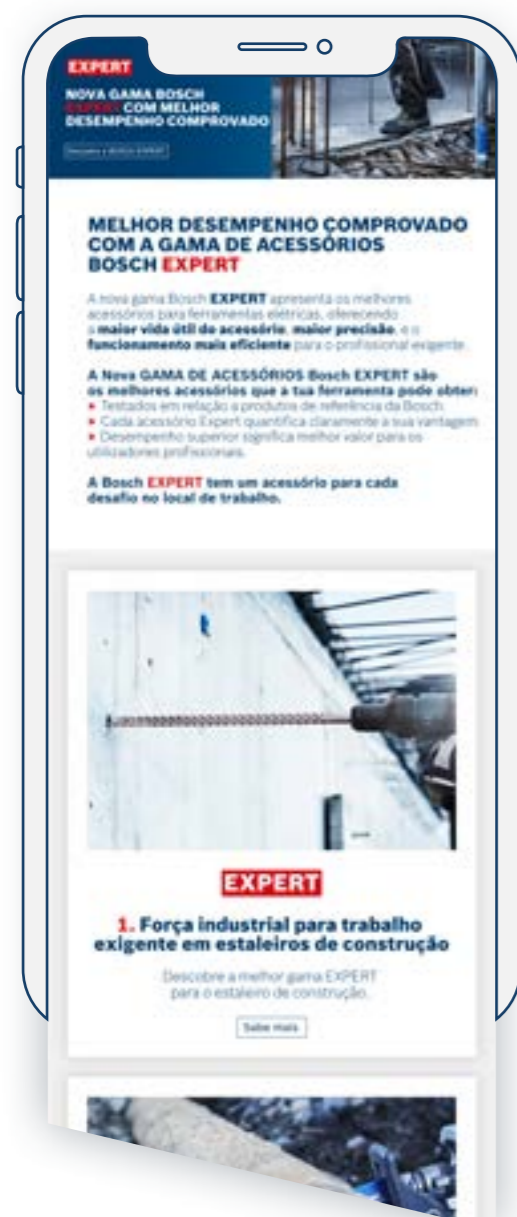 EXPERT
NOVA GAMA BOSCH
EXPERT COM MELHOR
DESEMPENHO COMPROVADO
Descobre a BOSCH EXPERT
MELHOR DESEMPENHO COMPROVADO
COM A GAMA DE ACESSÓRIOS
BOSCH EXPERT
A nova gama Bosch EXPERT apresenta os melhores
acessórios para ferramentas elétricas, oferecendo
a maior vida útil do acessório, maior precisão, e o
funcionamento mais eficiente para o profissional exigente.
A Nova GAMA DE ACESSÓRIOS Bosch EXPERT são
os melhores acessórios que a tua ferramenta pode obter:
Testados em relação a produtos de referência da Bosch
Cada acessório Expert quantifica claramente a sua vantagem
Desempenho superior significa melhor valor para os
utilizadores profissionais.
A Bosch EXPERT tem um acessório para cada
desafio no local de trabalho.
EXPERT
1. Força industrial para trabalho
exigente em estaleiros de construção
Descobre a melhor gama EXPERT
para o estaleiro de construção.
Sabe mais